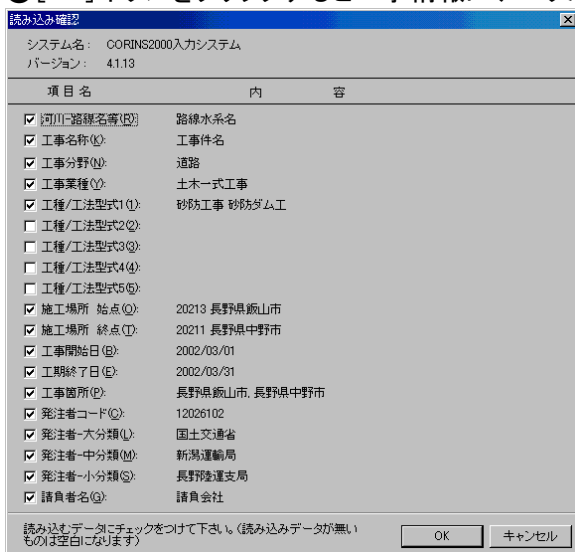 読み込み確認
システム名： CORINS2000入力システム
バージョン： 4.1.13
項目名 内 容
河川-路線名等(R): 路線水系名
工事名称(K): 工事件名
工事分野(N): 道路
工事業種(Y): 土木一式工事
工種/工法型式1(1): 砂防工事 砂防ダム工
工種/工法型式2(2):
工種/工法型式3(3):
工種/工法型式4(4):
工種/工法型式5(5):
施工場所 始点(O): 20213 長野県飯山市
施工場所 終点(T): 20211 長野県中野市
工事開始日(B): 2002/03/01
工期終了日(E): 2002/03/31
工事箇所(P): 長野県飯山市, 長野県中野市
発注者コード(C): 12026102
発注者-大分類(L): 国土交通省
発注者-中分類(M): 新潟運輸局
発注者-小分類(S): 長野陸運支局
請負者名(G): 請負会社
読み込むデータにチェックをつけて下さい。（読み込みデータが無い
ものは空白になります）
OK キャンセル